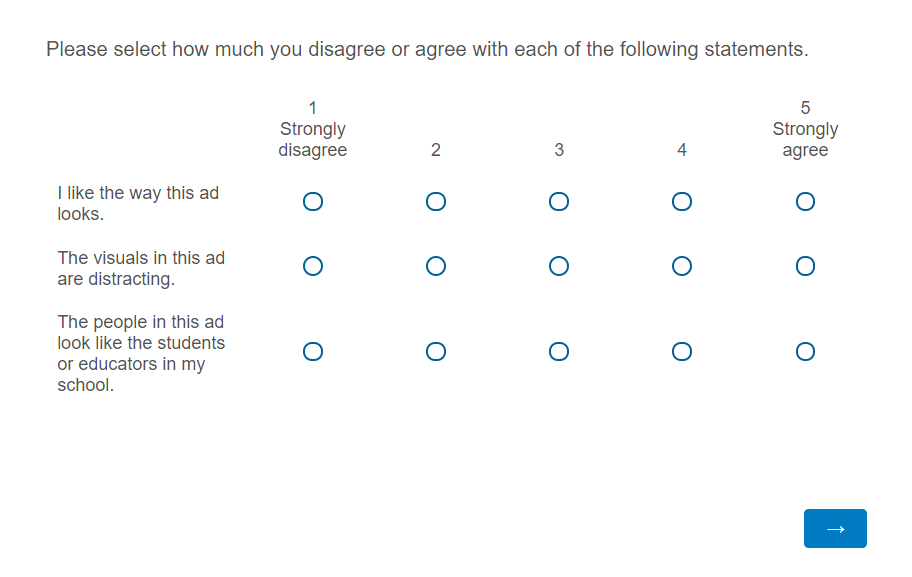 Please select how much you disagree or agree with each of the following statements.
1
Strongly
disagree
2
3
4
5
Strongly
agree
I like the way this ad
looks.
The visuals in this ad
are distracting.
The people in this ad
look like the students
or educators in my
school.
→